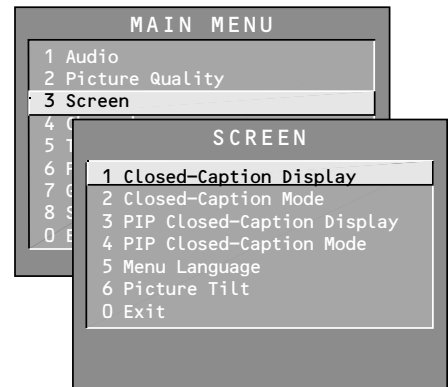 MAIN MENU
1 Audio
2 Picture Quality
3 Screen
4 C
5 T
6
7 G
8 S
0 E
SCREEN
1 Closed-Caption Display
2 Closed-Caption Mode
3 PIP Closed-Caption Display
4 PIP Closed-Caption Mode
5 Menu Language
6 Picture Tilt
0 Exit